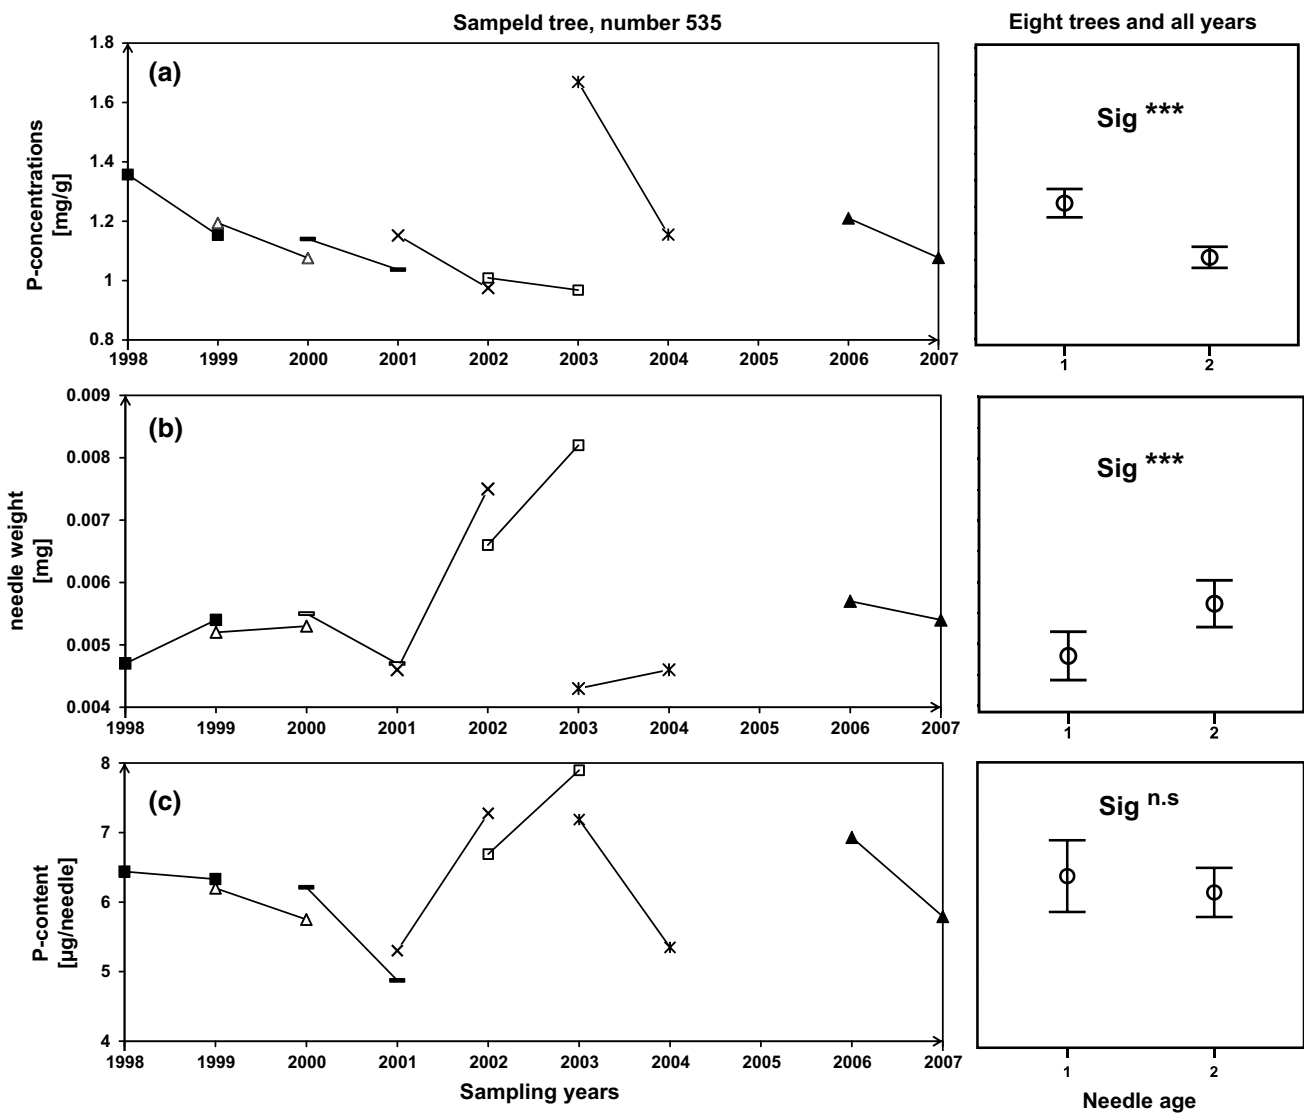 Sampeld tree, number 535
Eight trees and all years
(a)
P-concentrations
[mg/g]
1.8
1.6
1.4
1.2
1
0.8
1998 1999 2000 2001 2002 2003 2004 2005 2006 2007
Sig ***
1 2
(b)
needle weight
[mg]
0.009
0.008
0.007
0.006
0.005
0.004
1998 1999 2000 2001 2002 2003 2004 2005 2006 2007
Sig ***
1 2
(c)
P-content
[µg/needle]
8
7
6
5
4
1998 1999 2000 2001 2002 2003 2004 2005 2006 2007
Sampling years
Sig n.s
1 2
Needle age